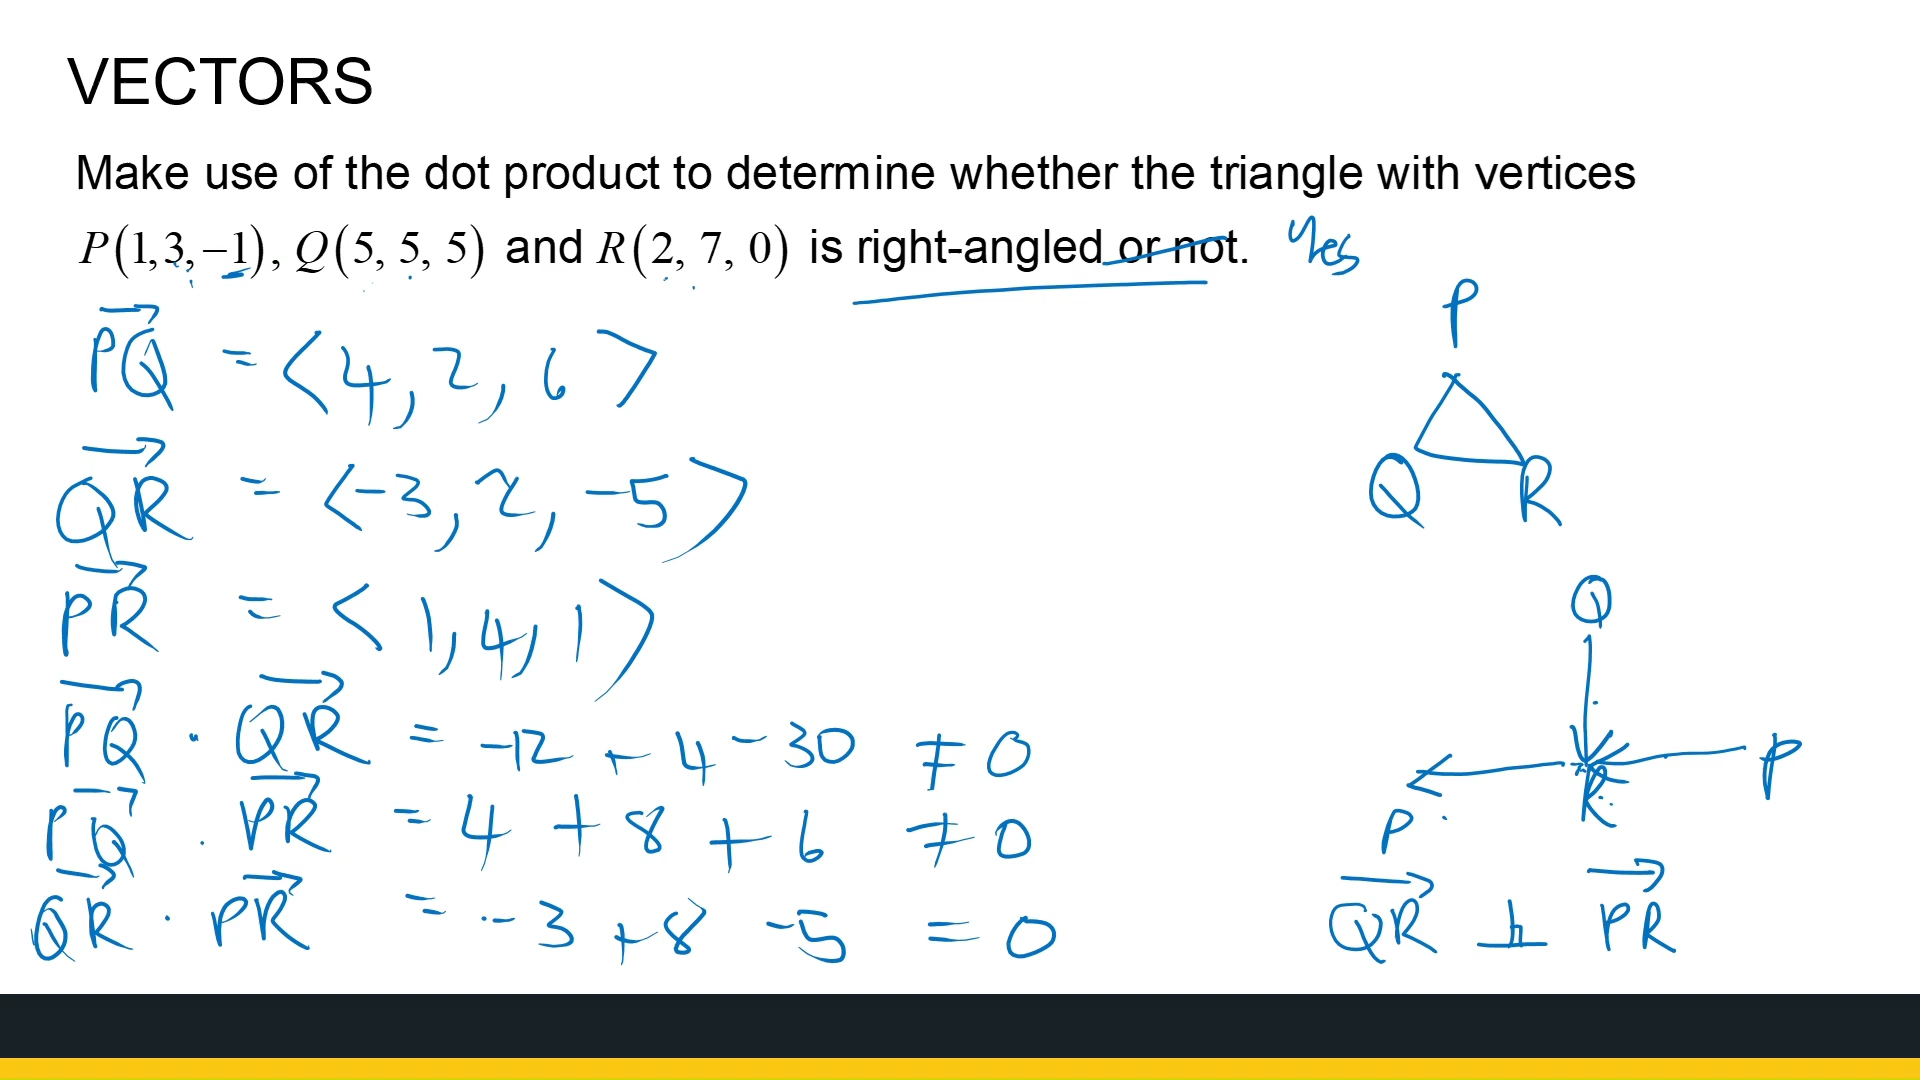 VECTORS
Make use of the dot product to determine whether the triangle with vertices
P(1,3,−1), Q(5, 5, 5) and R(2, 7, 0) is right-angled or not. Yes
P
Q R
PQ = <4, 2, 6>
QR = <-3, 2, -5>
PR = <1, 4, 1>
PQ · QR = -12 + 4 - 30 ≠ 0
PQ · PR = 4 + 8 + 6 ≠ 0
QR · PR = -3 + 8 - 5 = 0
Q
R P
P
QR ⊥ PR